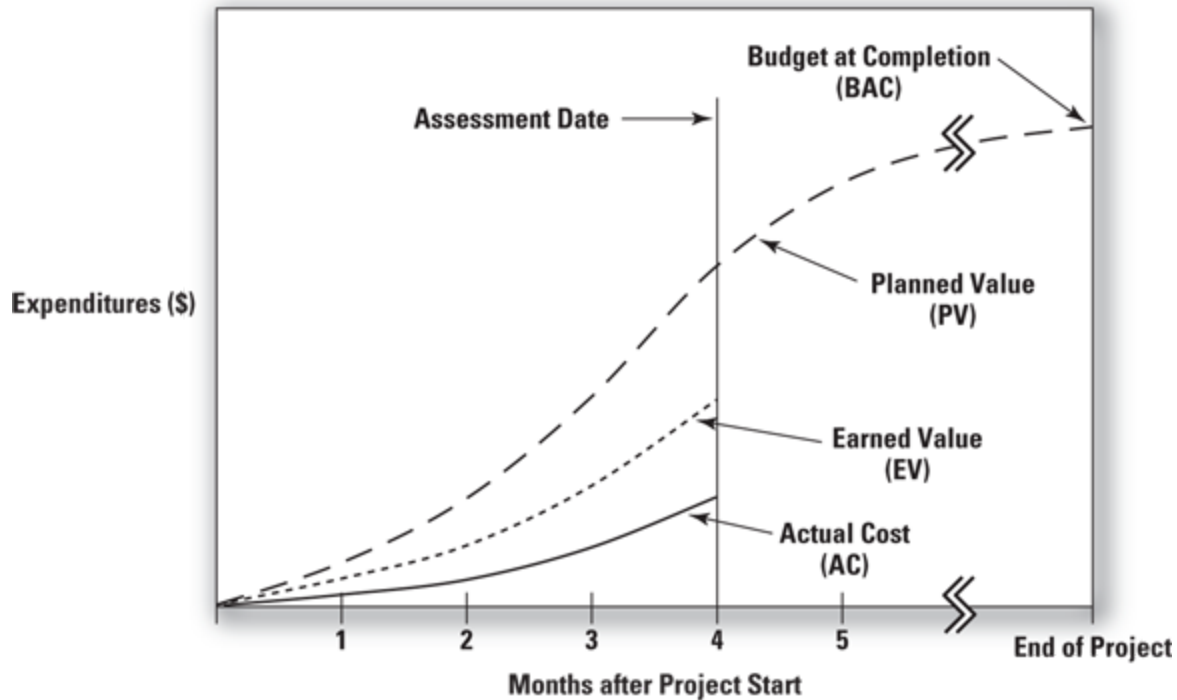 Budget at Completion
(BAC)
Assessment Date
Planned Value
(PV)
Expenditures ($)
Earned Value
(EV)
Actual Cost
(AC)
1 2 3 4 5
End of Project
Months after Project Start